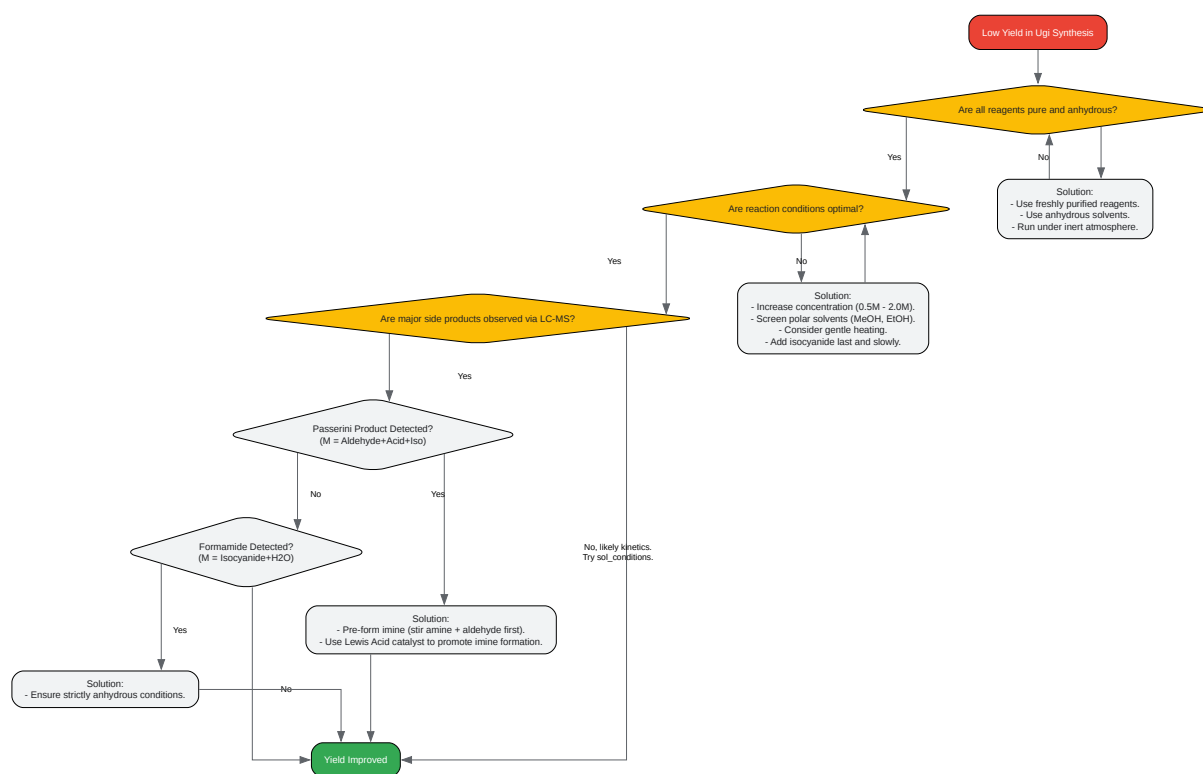 Low Yield in Ugi Synthesis
Are all reagents pure and anhydrous?
Yes
No
Solution:
- Use freshly purified reagents.
- Use anhydrous solvents.
- Run under inert atmosphere.
Are reaction conditions optimal?
Yes
No
Solution:
- Increase concentration (0.5M - 2.0M).
- Screen polar solvents (MeOH, EtOH).
- Consider gentle heating.
- Add isocyanide last and slowly.
Are major side products observed via LC-MS?
Yes
Passerini Product Detected?
(M = Aldehyde+Acid+Iso)
No
Yes
Formamide Detected?
(M = Isocyanide+H2O)
No, likely kinetics.
Try sol_conditions.
Yes
Solution:
- Pre-form imine (stir amine + aldehyde first).
- Use Lewis Acid catalyst to promote imine formation.
Solution:
- Ensure strictly anhydrous conditions.
No
Yield Improved